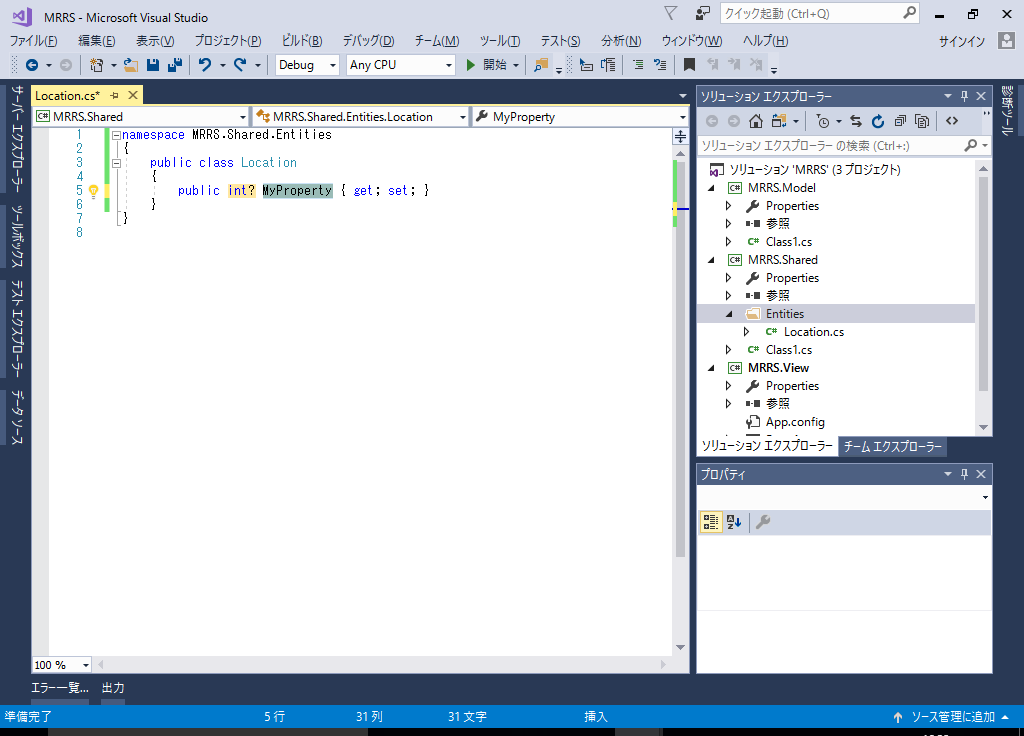 MRRS - Microsoft Visual Studio
クイック起動 (Ctrl+Q)
ファイル(F) 編集(E) 表示(V) プロジェクト(P) ビルド(B) デバッグ(D) チーム(M) ツール(T) テスト(S) 分析(N) ウィンドウ(W) ヘルプ(H) サインイン
Debug Any CPU 開始
サーバー エクスプローラー
ツールボックス
テスト エクスプローラー
データ ソース
Location.cs*
MRRS.Shared MRRS.Shared.Entities.Location MyProperty
1 namespace MRRS.Shared.Entities
2 {
3 public class Location
4 {
5 public int? MyProperty { get; set; }
6 }
7 }
8
100 %
ソリューション エクスプローラー
ソリューション エクスプローラー の検索 (Ctrl+:)
ソリューション 'MRRS' (3 プロジェクト)
C# MRRS.Model
Properties
参照
C# Class1.cs
C# MRRS.Shared
Properties
参照
Entities
C# Location.cs
C# Class1.cs
C# MRRS.View
Properties
参照
App.config
ソリューション エクスプローラー チーム エクスプローラー
プロパティ
診断ツール
エラー一覧... 出力
準備完了 5 行 31 列 31 文字 挿入 ソース管理に追加